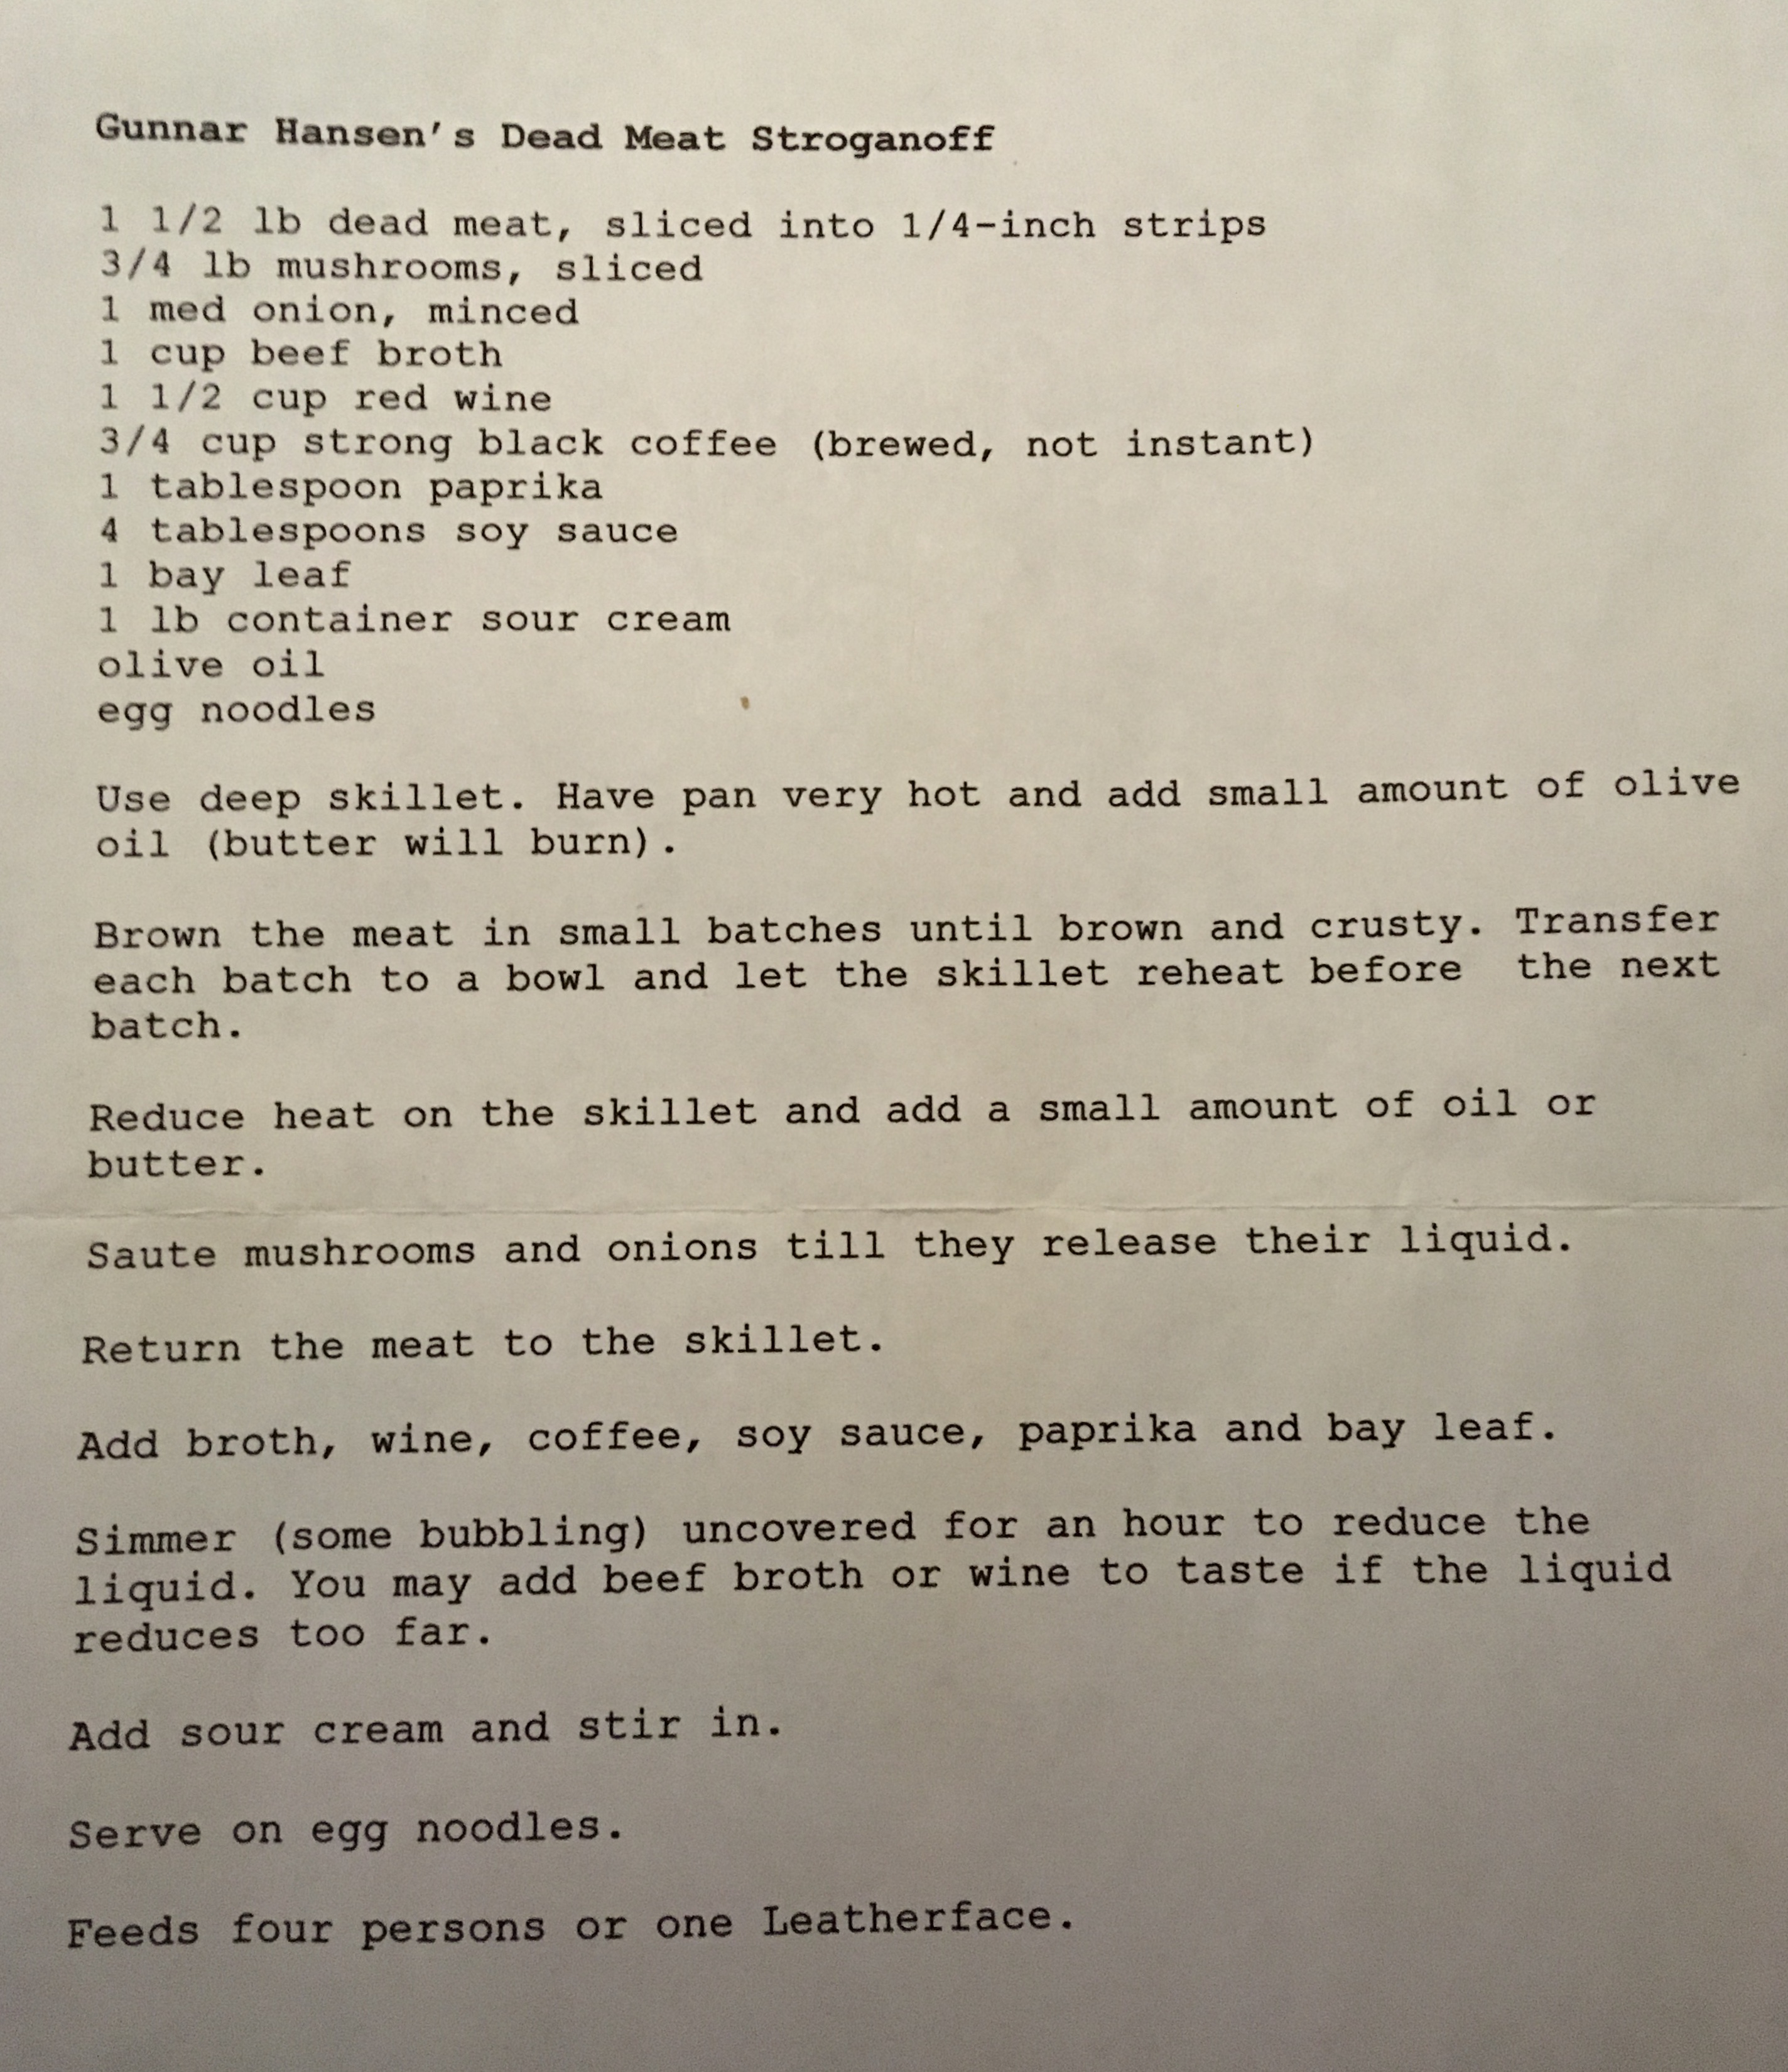 Gunnar Hansen's Dead Meat Stroganoff
1 1/2 lb dead meat, sliced into 1/4-inch strips
3/4 lb mushrooms, sliced
1 med onion, minced
1 cup beef broth
1 1/2 cup red wine
3/4 cup strong black coffee (brewed, not instant)
1 tablespoon paprika
4 tablespoons soy sauce
1 bay leaf
1 lb container sour cream
olive oil
egg noodles
Use deep skillet. Have pan very hot and add small amount of olive
oil (butter will burn).
Brown the meat in small batches until brown and crusty. Transfer
each batch to a bowl and let the skillet reheat before  the next
batch.
Reduce heat on the skillet and add a small amount of oil or
butter.
Saute mushrooms and onions till they release their liquid.
Return the meat to the skillet.
Add broth, wine, coffee, soy sauce, paprika and bay leaf.
Simmer (some bubbling) uncovered for an hour to reduce the
liquid. You may add beef broth or wine to taste if the liquid
reduces too far.
Add sour cream and stir in.
Serve on egg noodles.
Feeds four persons or one Leatherface.